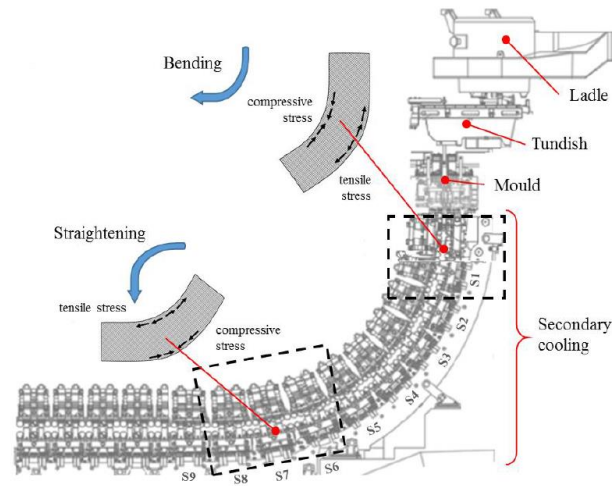 Bending
compressive
stress
tensile
stress
Ladle
Tundish
Mould
Straightening
tensile stress
compressive
stress
Secondary
cooling
S1
S2
S3
S4
S5
S6
S7
S8
S9